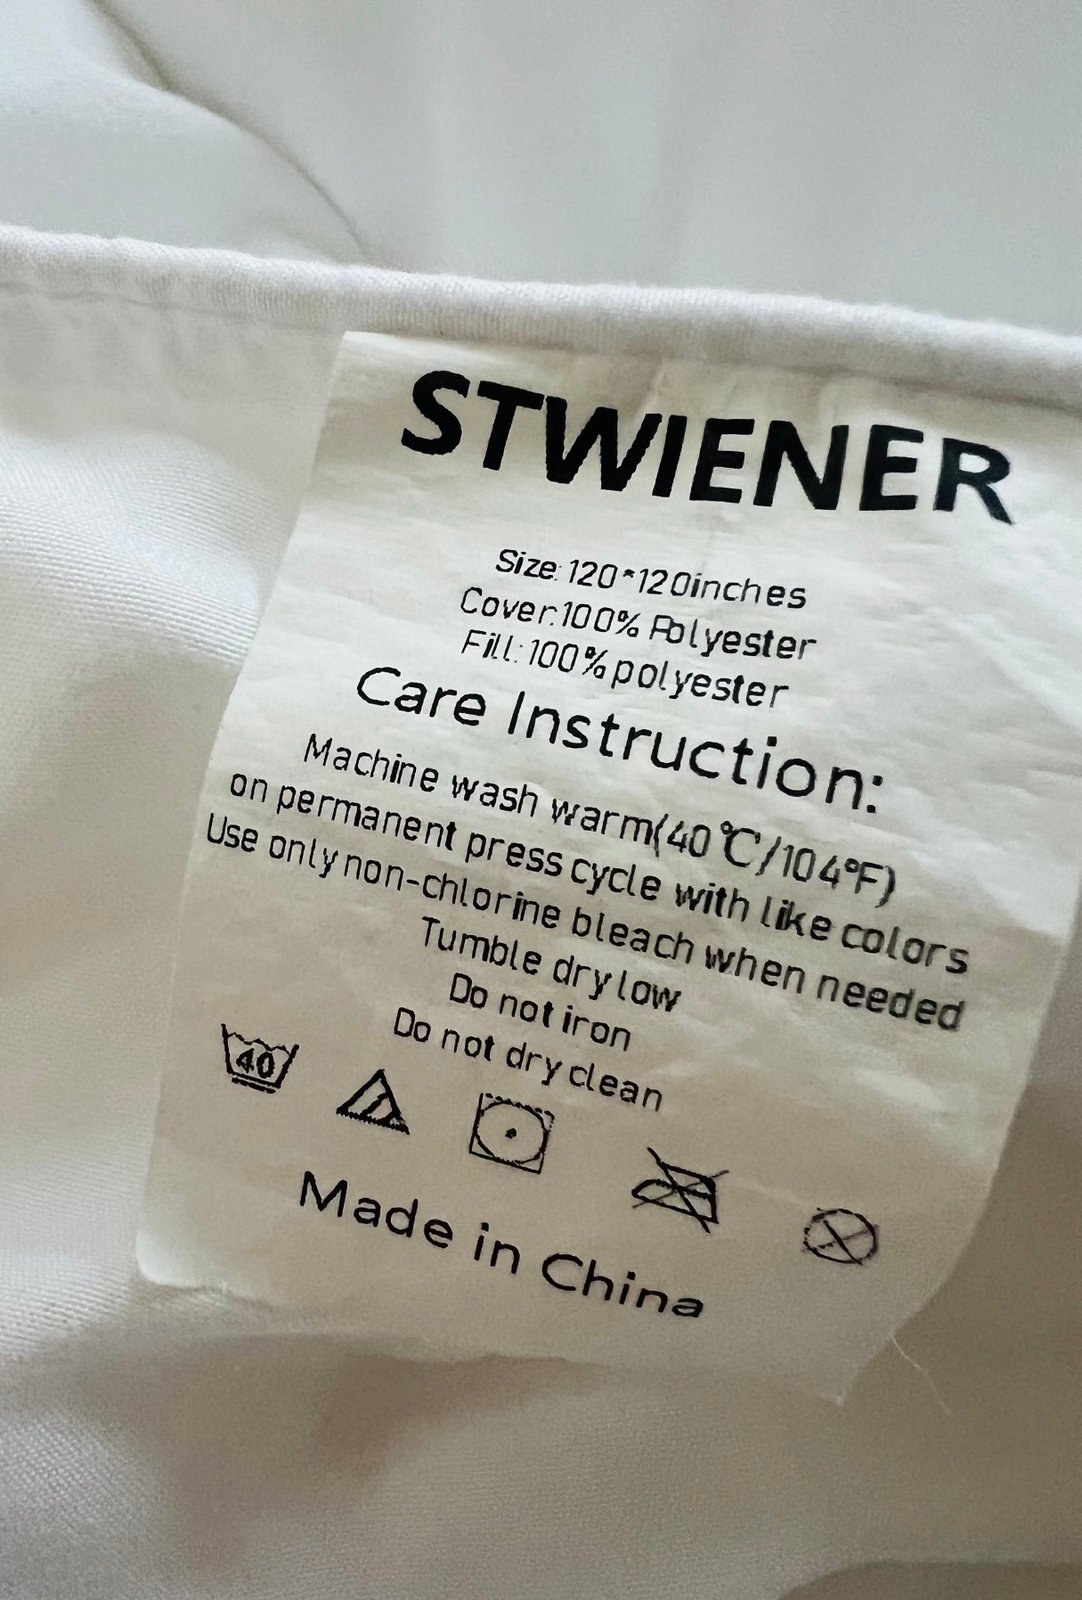 STWIENER
Size:120*120inches
Cover:100% Polyester
Fill:100%polyester
Care Instruction:
Machine wash warm(40℃/104°F)
on permanent press cycle with like colors
Use only non-chlorine bleach when needed
Tumble dry low
Do not iron
Do not dry clean
40
Made in China